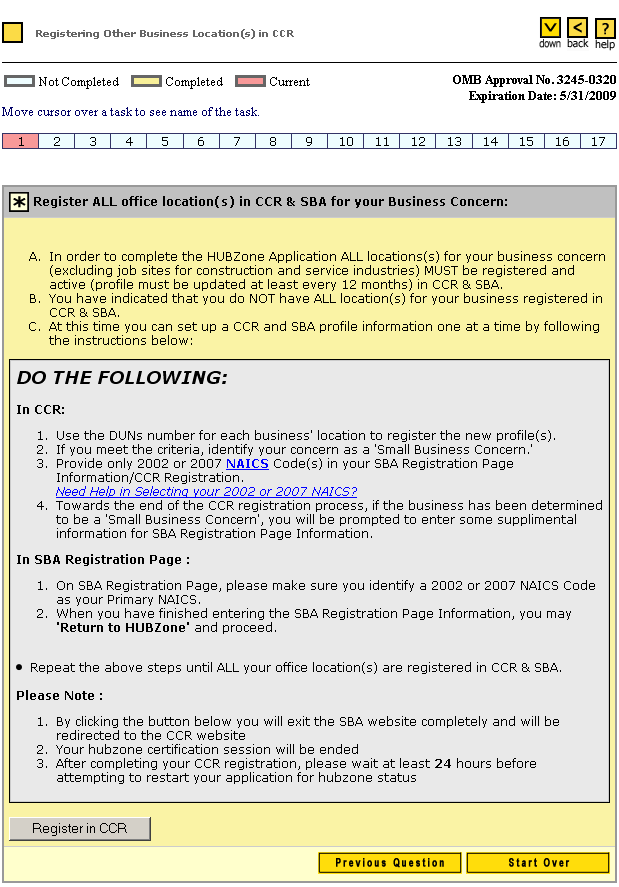 Registering Other Business Location(s) in CCR
down back help
Not Completed Completed Current
OMB Approval No. 3245-0320
Expiration Date: 5/31/2009
Move cursor over a task to see name of the task.
1 2 3 4 5 6 7 8 9 10 11 12 13 14 15 16 17
Register ALL office location(s) in CCR & SBA for your Business Concern:
A. In order to complete the HUBZone Application ALL locations(s) for your business concern
(excluding job sites for construction and service industries) MUST be registered and
active (profile must be updated at least every 12 months) in CCR & SBA.
B. You have indicated that you do NOT have ALL location(s) for your business registered in
CCR & SBA.
C. At this time you can set up a CCR and SBA profile information one at a time by following
the instructions below:
DO THE FOLLOWING:
In CCR:
1. Use the DUNs number for each business' location to register the new profile(s).
2. If you meet the criteria, identify your concern as a 'Small Business Concern.'
3. Provide only 2002 or 2007 NAICS Code(s) in your SBA Registration Page
Information/CCR Registration.
Need Help in Selecting your 2002 or 2007 NAICS?
4. Towards the end of the CCR registration process, if the business has been determined
to be a 'Small Business Concern', you will be prompted to enter some supplimental
information for SBA Registration Page Information.
In SBA Registration Page :
1. On SBA Registration Page, please make sure you identify a 2002 or 2007 NAICS Code
as your Primary NAICS.
2. When you have finished entering the SBA Registration Page Information, you may
'Return to HUBZone' and proceed.
• Repeat the above steps until ALL your office location(s) are registered in CCR & SBA.
Please Note :
1. By clicking the button below you will exit the SBA website completely and will be
redirected to the CCR website
2. Your hubzone certification session will be ended
3. After completing your CCR registration, please wait at least 24 hours before
attempting to restart your application for hubzone status
Register in CCR
Previous Question Start Over